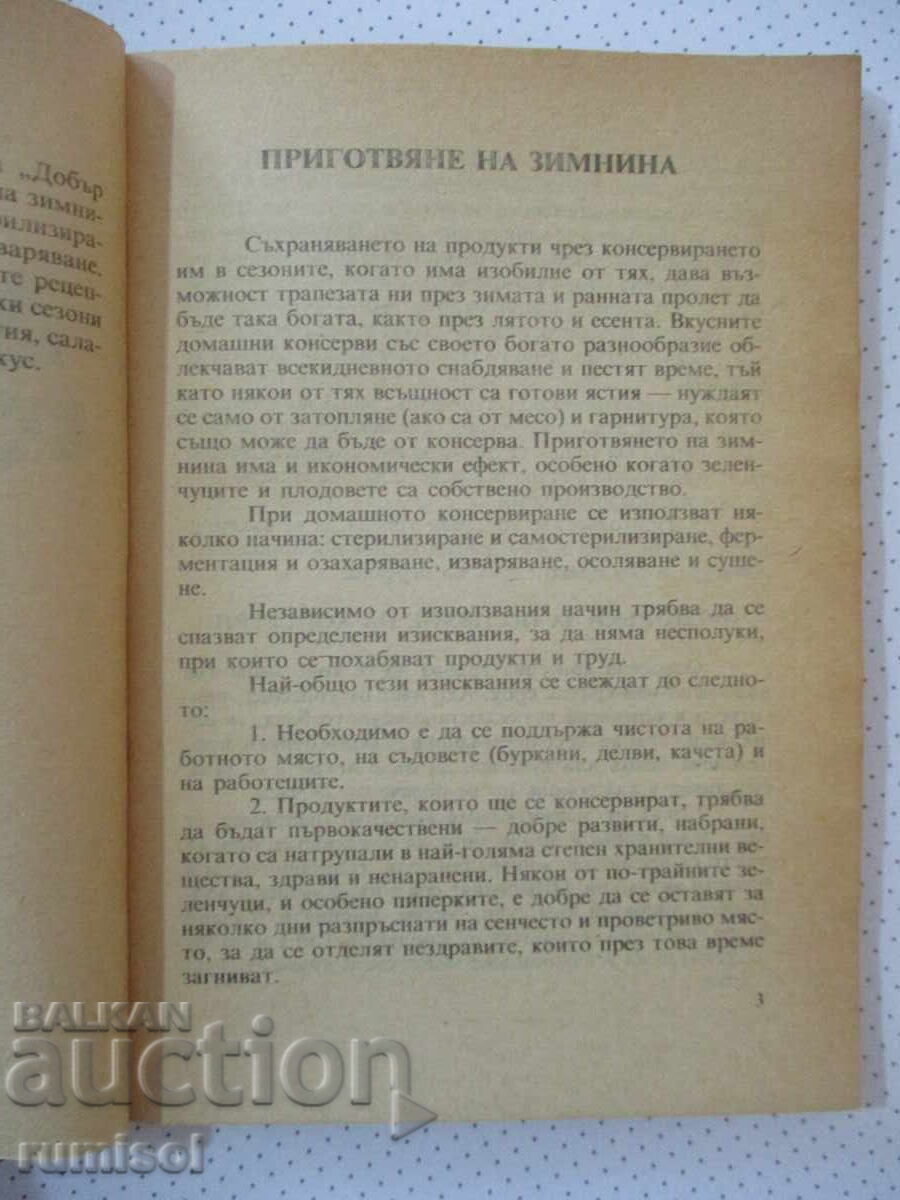 „Добър
на зимни-
рилизира-
уваряване.
те рецеп-
ки сезони
тия, сала-
кус.
ПРИГОТВЯНЕ НА ЗИМНИНА
Съхраняването на продукти чрез консервирането
им в сезоните, когато има изобилие от тях, дава въз-
можност трапезата ни през зимата и ранната пролет да
бъде така богата, както през лятото и есента. Вкусните
домашни консерви със своето богато разнообразие об-
лекчават всекидневното снабдяване и пестят време, тъй
като някои от тях всъщност са готови ястия — нуждаят
се само от затопляне (ако са от месо) и гарнитура, която
също може да бъде от консерва. Приготвянето на зим-
нина има и икономически ефект, особено когато зелен-
чуците и плодовете са собствено производство.
При домашното консервиране се използват ня-
колко начина: стерилизиране и самостерилизиране, фер-
ментация и озахаряване, изваряване, осоляване и суше-
не.
Независимо от използвания начин трябва да се
спазват определени изисквания, за да няма несполуки,
при които се похабяват продукти и труд.
Най-общо тези изисквания се свеждат до следно-
то:
1. Необходимо е да се поддържа чистота на ра-
ботното място, на съдовете (буркани, делви, качета) и
на работещите.
2. Продуктите, които ще се консервират, трябва
да бъдат първокачествени — добре развити, набрани,
когато са натрупали в най-голяма степен хранителни ве-
щества, здрави и ненаранени. Някои от по-трайните зе-
ленчуци, и особено пиперките, е добре да се оставят за
няколко дни разпръснати на сенчесто и проветриво мяс-
то, за да се отделят нездравите, които през това време
загниват.
3
BALKAN
auction
rumisol